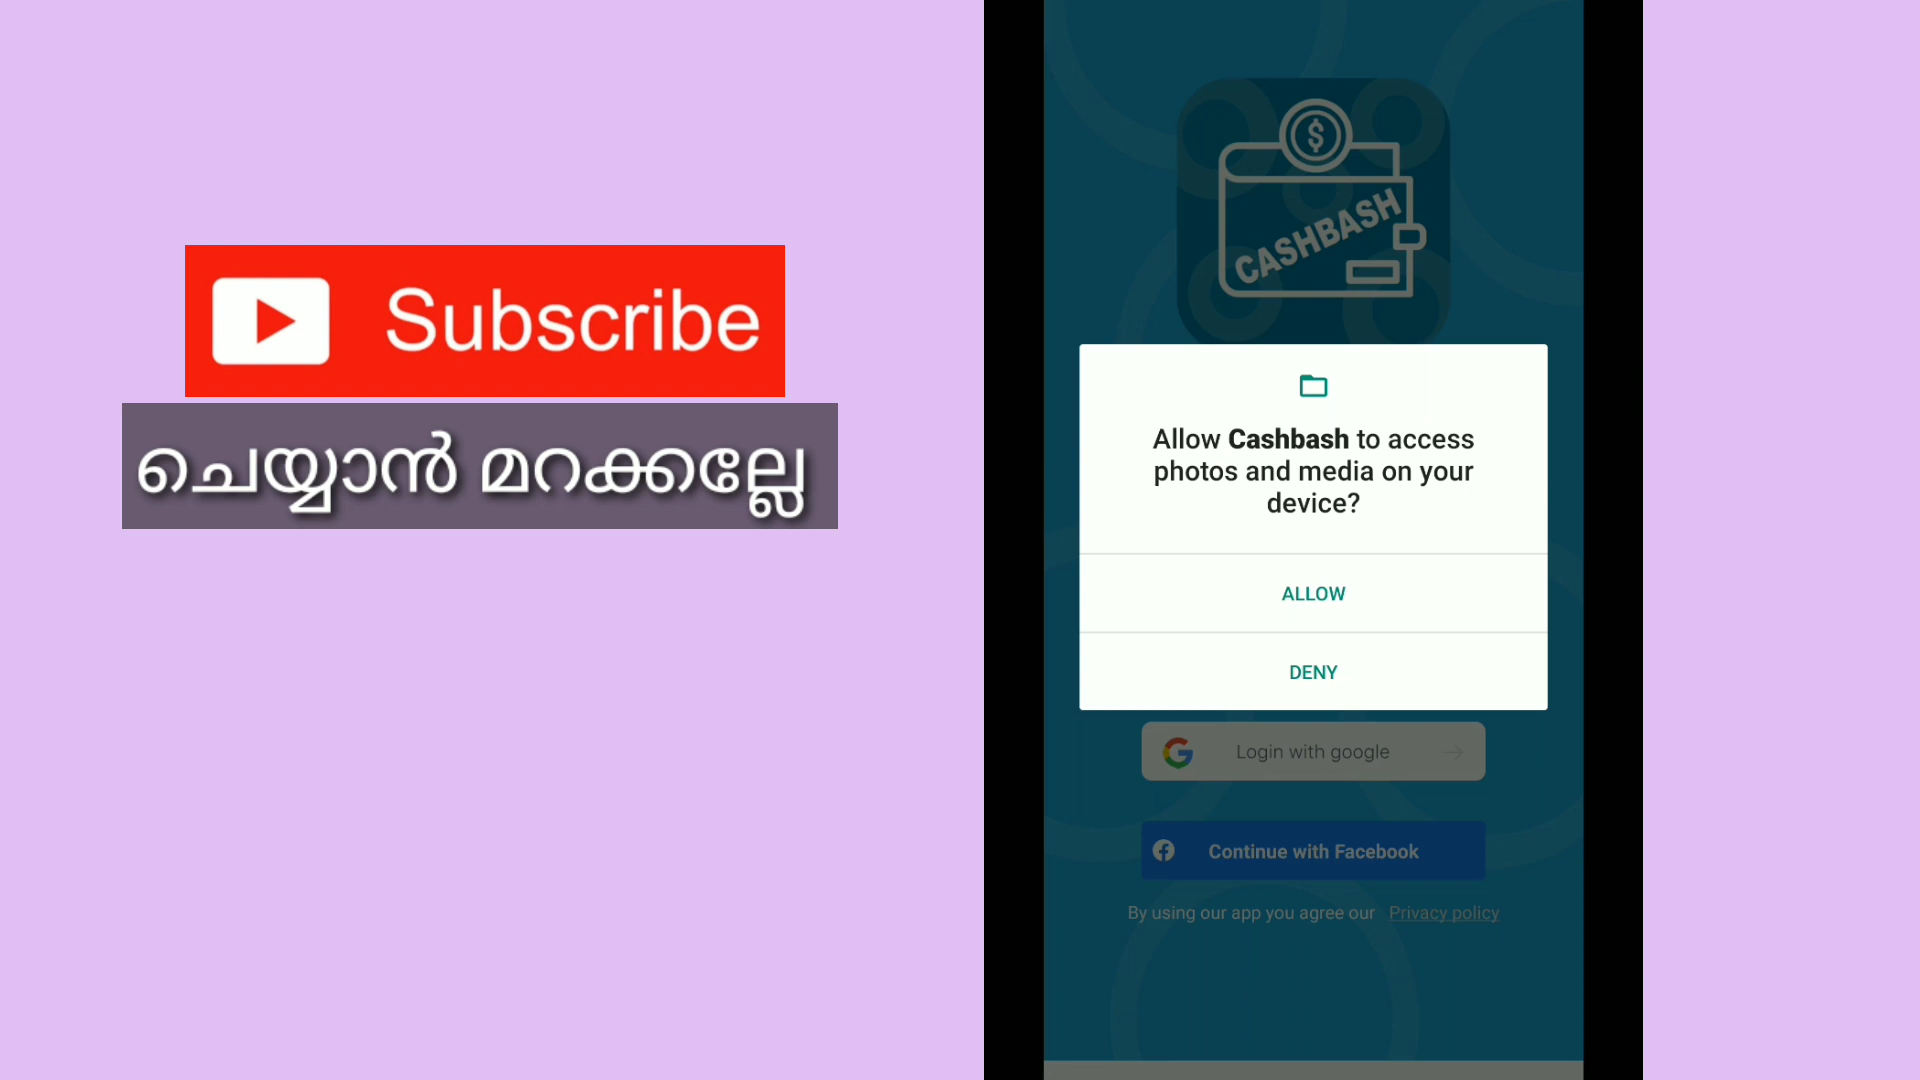 Subscribe
ചെയ്യാൻ മറക്കല്ലേ
$
CASHBASH
Allow Cashbash to access
photos and media on your
device?
ALLOW
DENY
Login with google
Continue with Facebook
By using our app you agree our Privacy policy